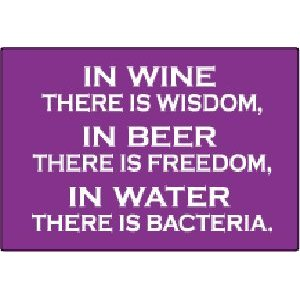 IN WINE
THERE IS WISDOM,
IN BEER
THERE IS FREEDOM,
IN WATER
THERE IS BACTERIA.